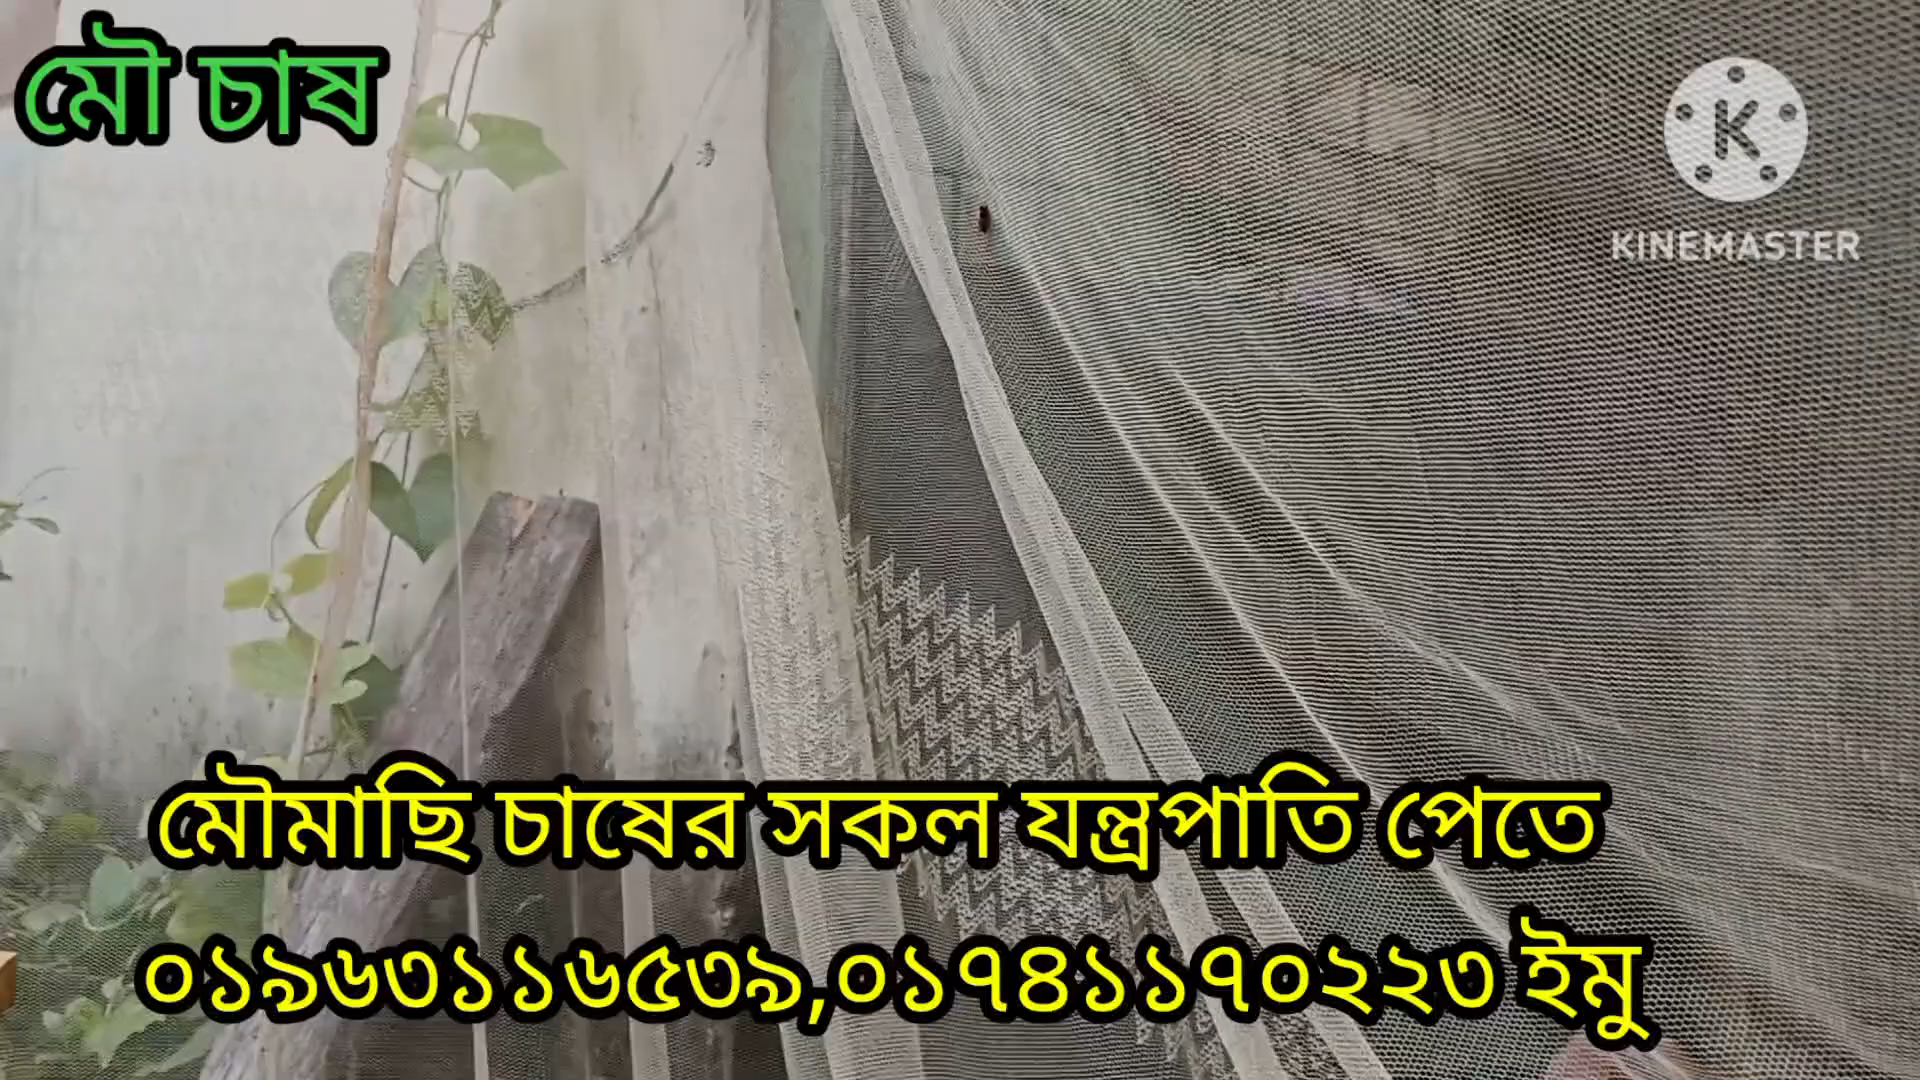 মৌ চাষ
KINEMASTER
মৌমাছি চাষের সকল যন্ত্রপাতি পেতে
০১৯৬৩১১৬৫৩৯,০১৭৪১১৭০২২৩ ইমু